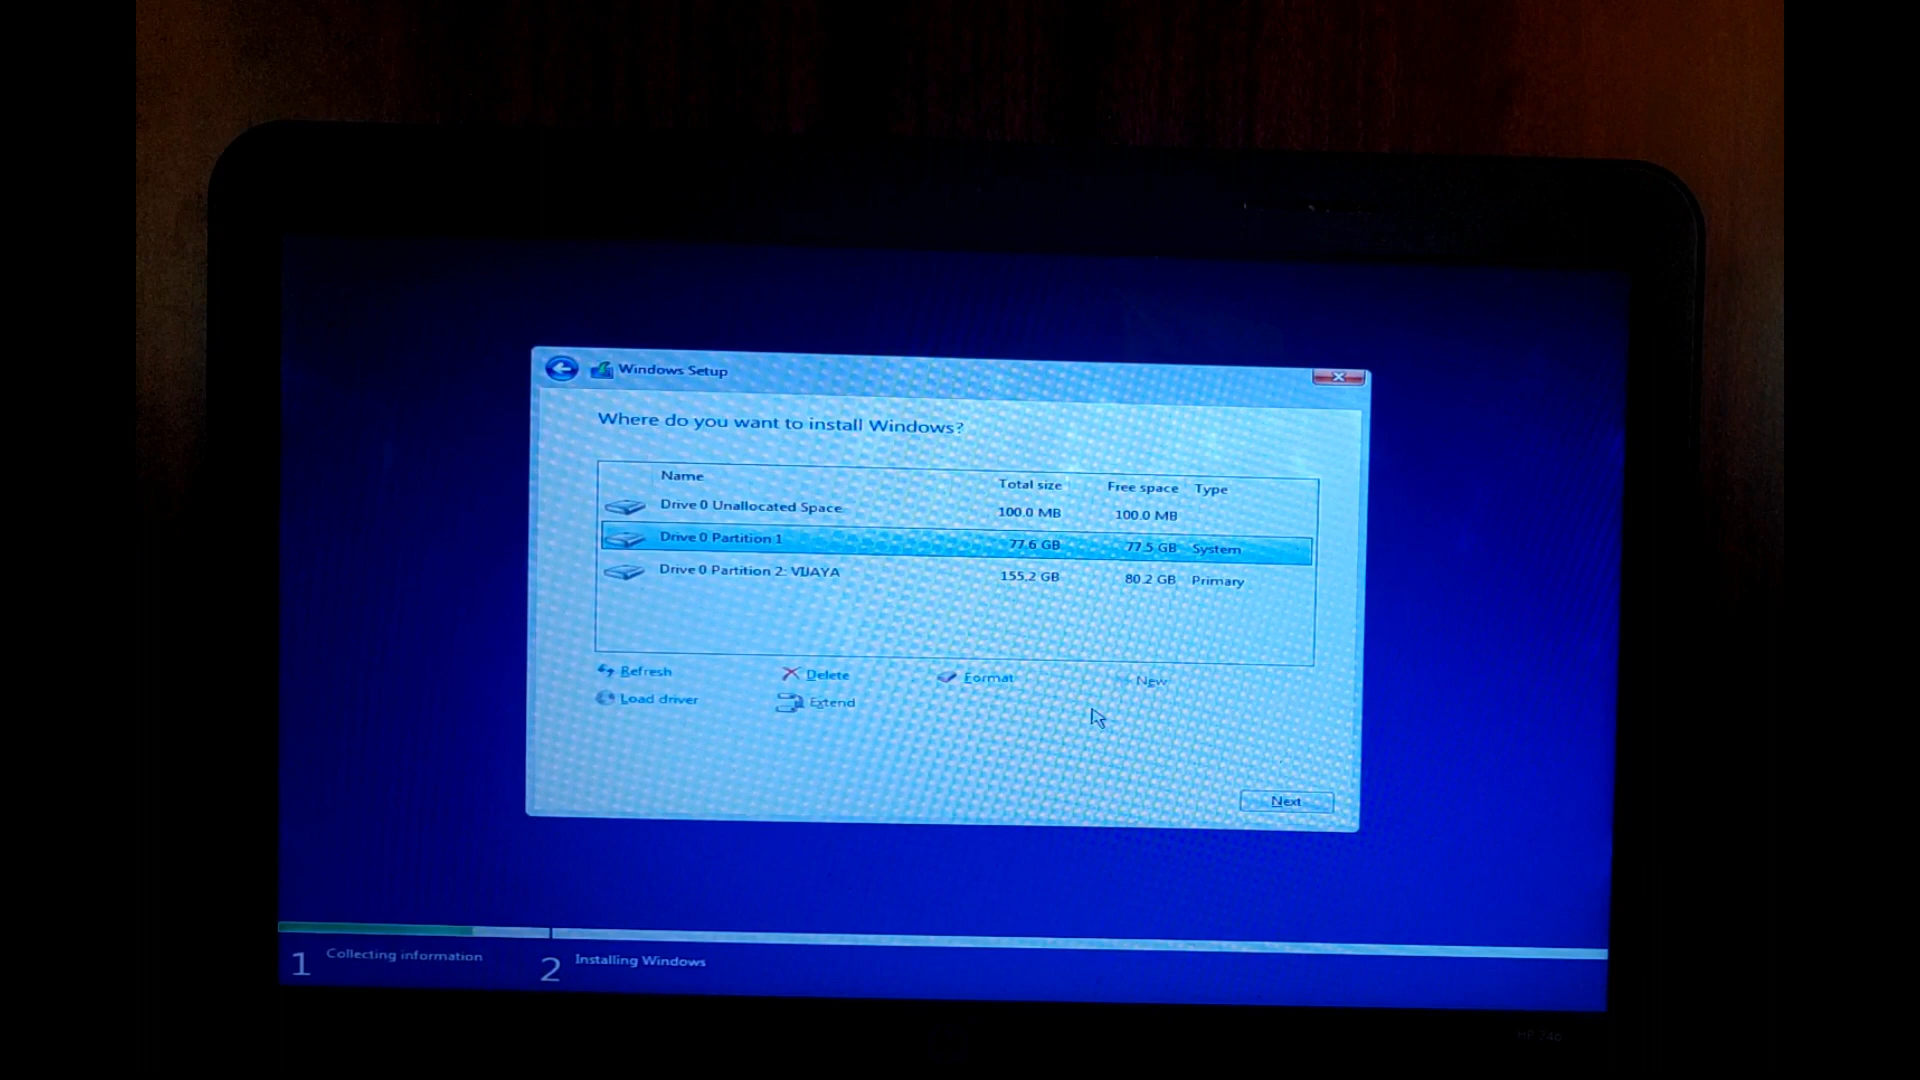 Windows Setup
Where do you want to install Windows?
Name Total size Free space Type
Drive 0 Unallocated Space 100.0 MB 100.0 MB
Drive 0 Partition 1 77.6 GB 77.5 GB System
Drive 0 Partition 2: VIJAYA 155.2 GB 80.2 GB Primary
Refresh Delete Format New
Load driver Extend
Next
1 Collecting information 2 Installing Windows